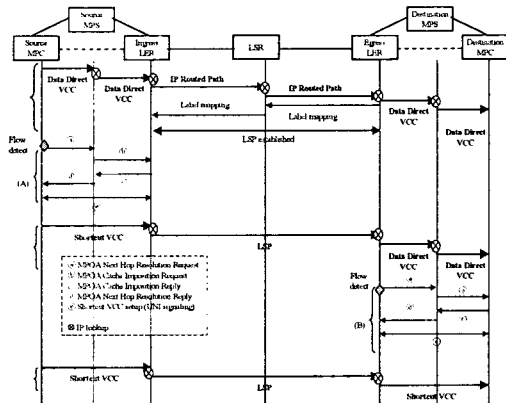 Source
MPS
Destination
MPS
Source
MPC
Ingress
LER
LSR
Egress
LER
Destination
MPC
Data Direct
VCC
Data Direct
VCC
IP Routed Path
IP Routed Path
Label mapping
Label mapping
Data Direct
VCC
Data Direct
VCC
LSP established
Flow
detect
(A)
Shortcut VCC
LSP
Data Direct
VCC
Data Direct
VCC
MPOA Next Hop Resolution Request
MPOA Cache Imposition Request
MPOA Cache Imposition Reply
MPOA Next Hop Resolution Reply
Shortcut VCC setup (UNI signaling)
IP lookup
Flow
detect
(B)
Shortcut VCC
LSP
Shortcut VCC